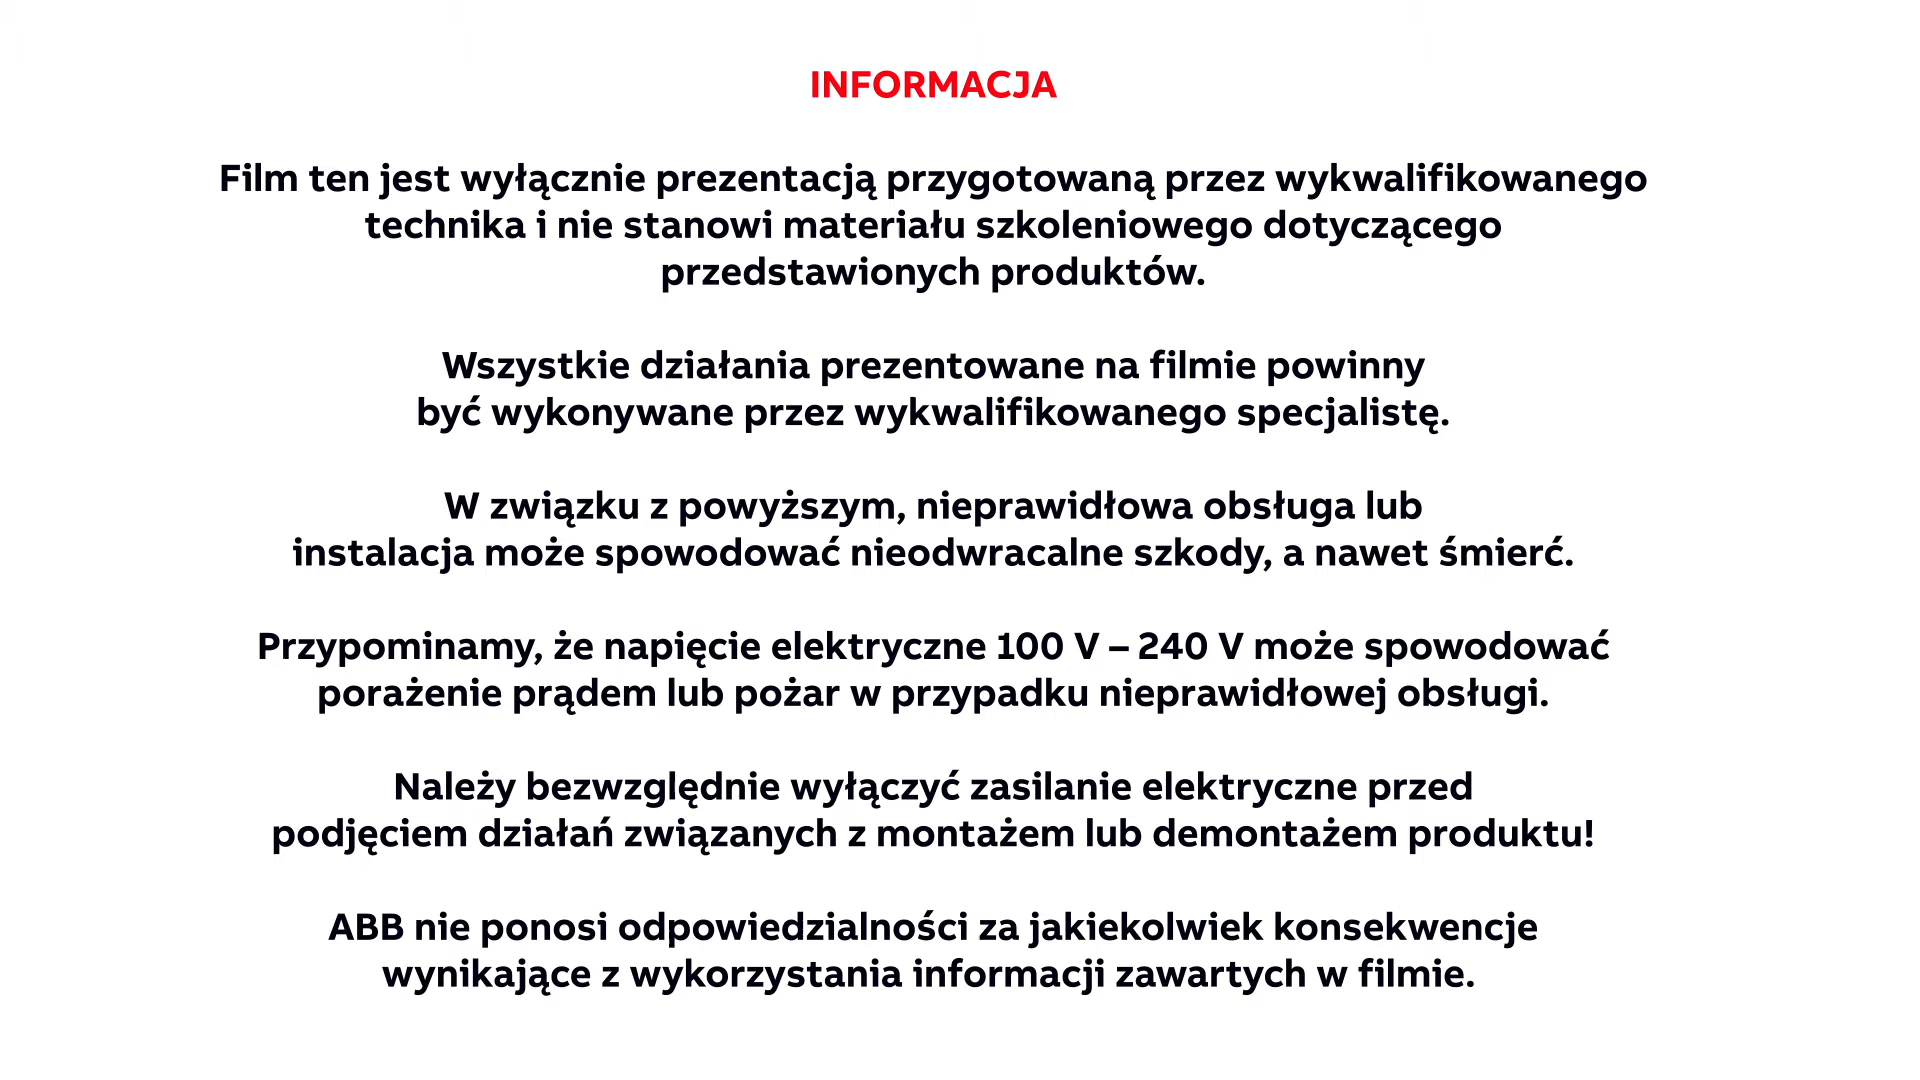 INFORMACJA
Film ten jest wyłącznie prezentacją przygotowaną przez wykwalifikowanego
technika i nie stanowi materiału szkoleniowego dotyczącego
przedstawionych produktów.
Wszystkie działania prezentowane na filmie powinny
być wykonywane przez wykwalifikowanego specjalistę.
W związku z powyższym, nieprawidłowa obsługa lub
instalacja może spowodować nieodwracalne szkody, a nawet śmierć.
Przypominamy, że napięcie elektryczne 100 V – 240 V może spowodować
porażenie prądem lub pożar w przypadku nieprawidłowej obsługi.
Należy bezwzględnie wyłączyć zasilanie elektryczne przed
podjęciem działań związanych z montażem lub demontażem produktu!
ABB nie ponosi odpowiedzialności za jakiekolwiek konsekwencje
wynikające z wykorzystania informacji zawartych w filmie.